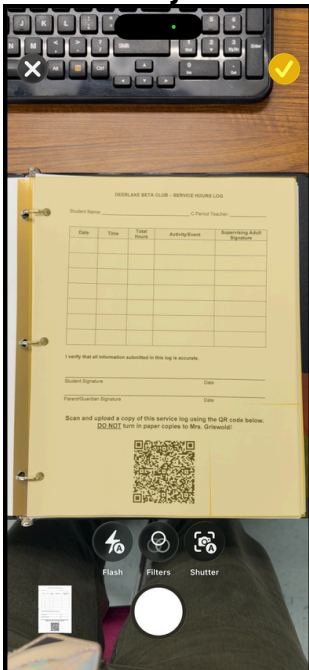 DEERLAKE BETA CLUB – SERVICE HOURS LOG
Student Name: C-Period Teacher:
Date Time Total Hours Activity/Event Supervising Adult Signature
I verify that all information submitted in this log is accurate.
Student Signature Date
Parent/Guardian Signature Date
Scan and upload a copy of this service log using the QR code below.
DO NOT turn in paper copies to Mrs. Griswold!
Flash Filters Shutter